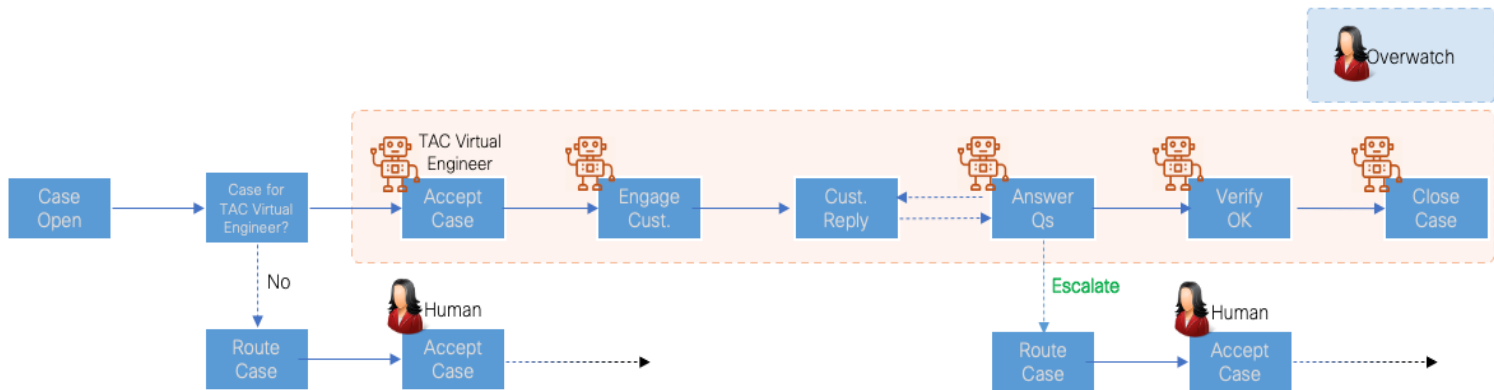 Overwatch
TAC Virtual
Engineer
Case
Open
Case for
TAC Virtual
Engineer?
Accept
Case
Engage
Cust.
Cust.
Reply
Answer
Qs
Verify
OK
Close
Case
No
Escalate
Human
Human
Route
Case
Accept
Case
Route
Case
Accept
Case